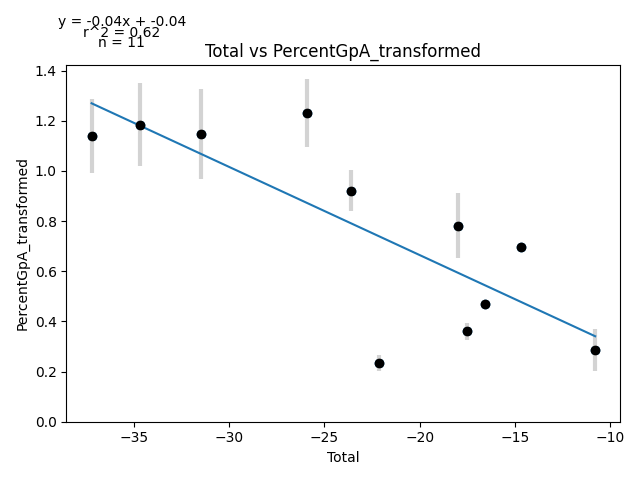 y = -0.04x + -0.04
r^2 = 0.62
n = 11
Total vs PercentGpA_transformed
PercentGpA_transformed
1.4
1.2
1.0
0.8
0.6
0.4
0.2
0.0
−35
−30
−25
−20
−15
−10
Total